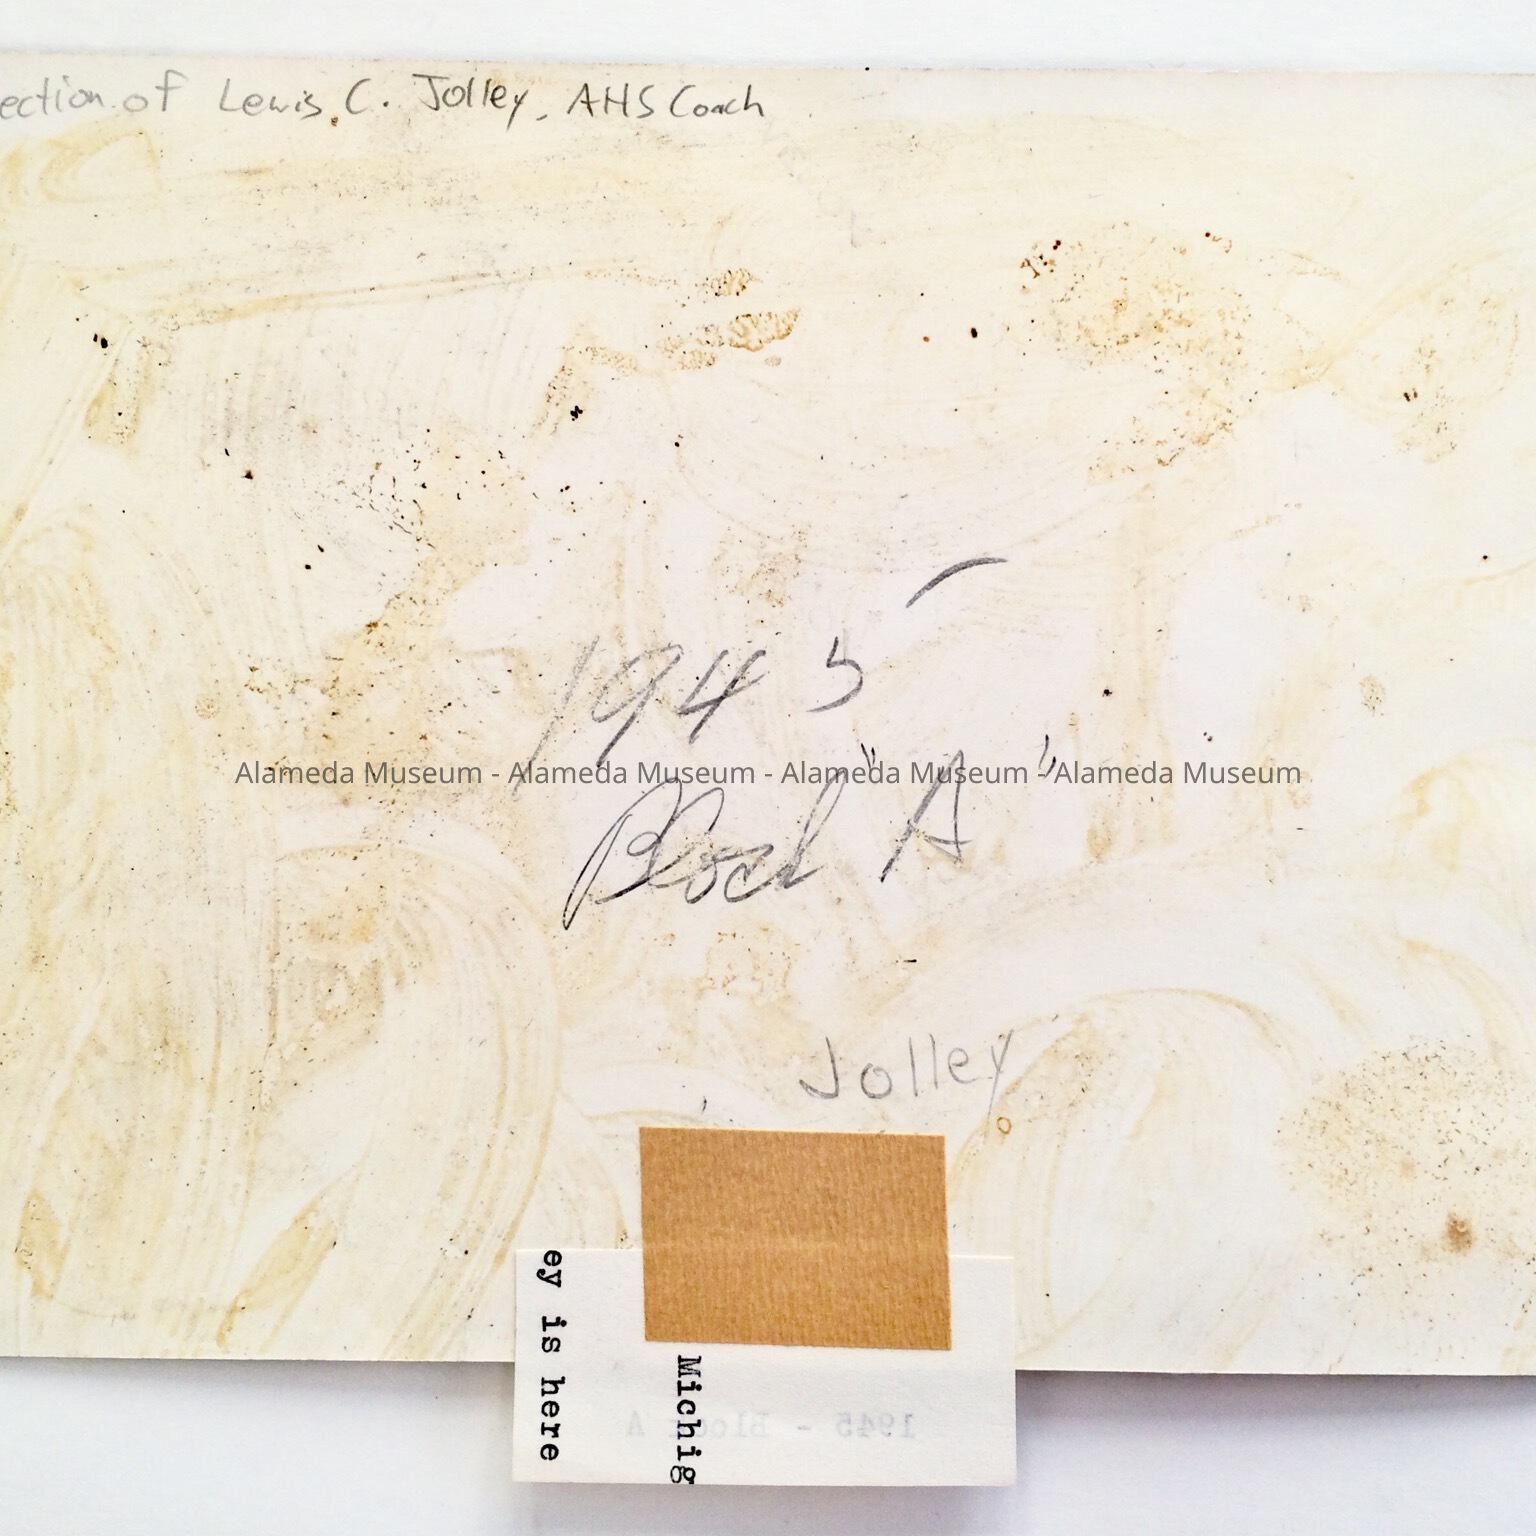 ection of Lewis C. Jolley, AHS Coach
1945
Alameda Museum - Alameda Museum - Alameda Museum - Alameda Museum
Block "A"
Jolley
ey is here
Michig
1945 - Block A